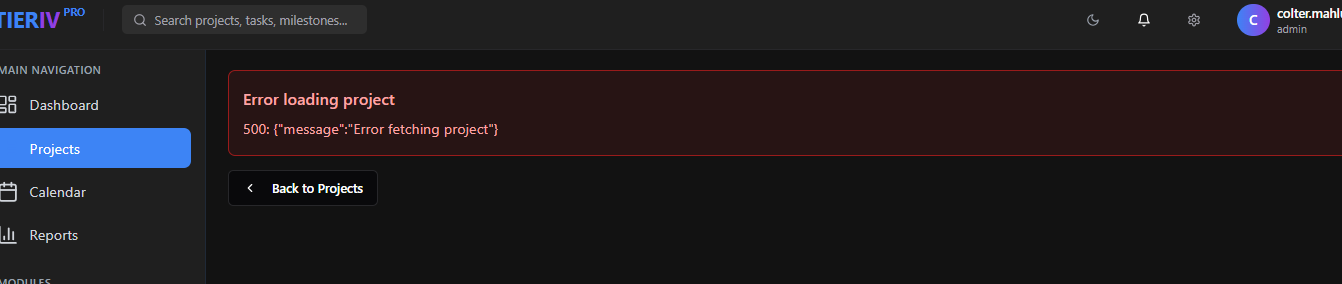 TIERIV PRO
Search projects, tasks, milestones...
C
colter.mahlu
admin
MAIN NAVIGATION
Dashboard
Projects
Calendar
Reports
MODULES
Error loading project
500: {"message":"Error fetching project"}
Back to Projects